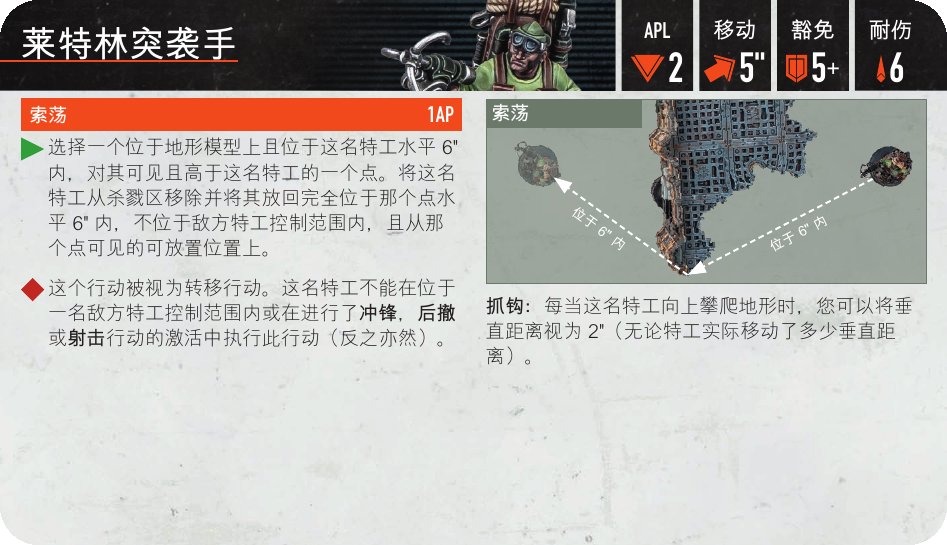 莱特林突袭手
APL
2
移动
5"
豁免
5+
耐伤
6
索荡
1AP
选择一个位于地形模型上且位于这名特工水平 6"
内，对其可见且高于这名特工的一个点。将这名
特工从杀戮区移除并将其放回完全位于那个点水
平 6" 内，不位于敌方特工控制范围内，且从那
个点可见的可放置位置上。
这个行动被视为转移行动。这名特工不能在位于
一名敌方特工控制范围内或在进行了冲锋，后撤
或射击行动的激活中执行此行动（反之亦然）。
索荡
位于 6" 内
位于 6" 内
抓钩：每当这名特工向上攀爬地形时，您可以将垂
直距离视为 2"（无论特工实际移动了多少垂直距
离）。